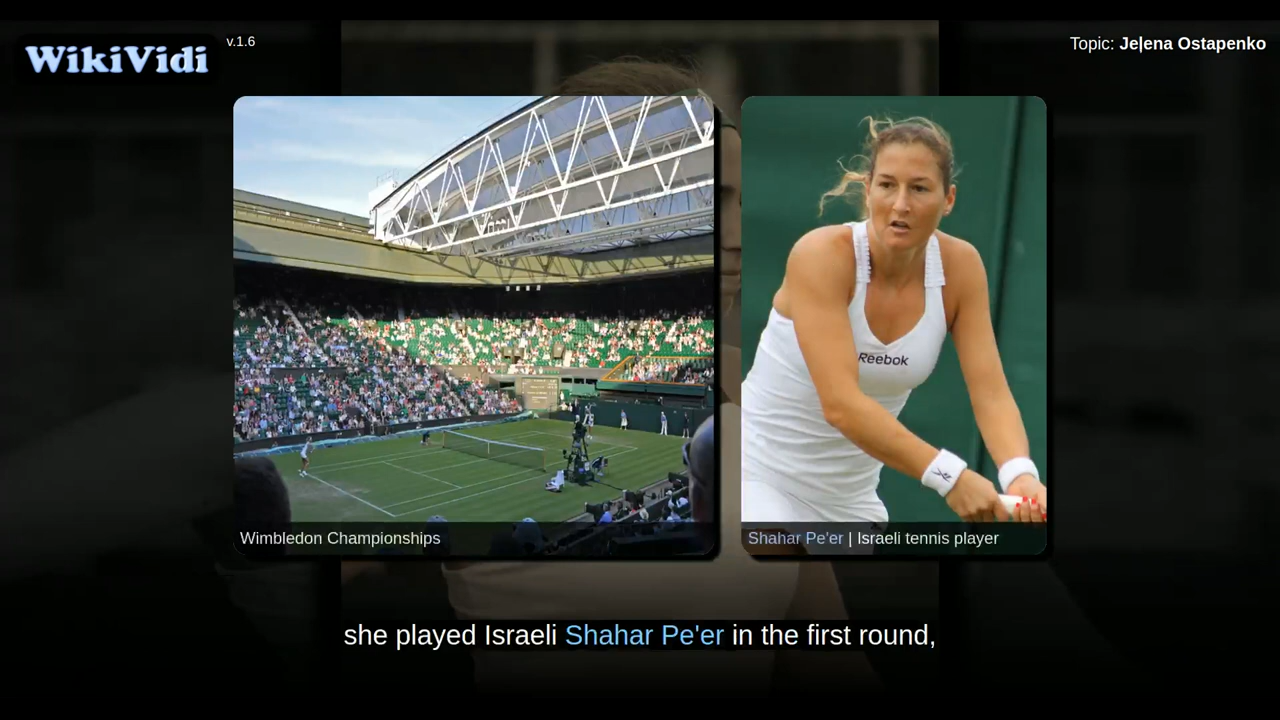 WikiVidi
v.1.6
Topic: Jeļena Ostapenko
Reebok
Wimbledon Championships
Shahar Pe'er | Israeli tennis player
she played Israeli Shahar Pe'er in the first round,